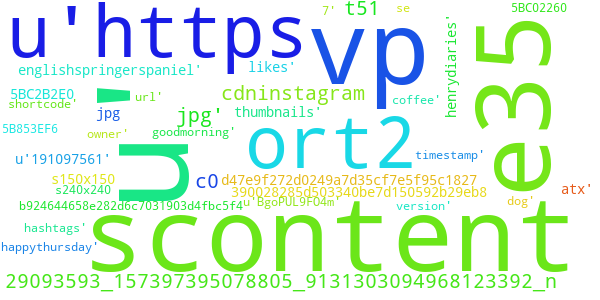 u'https
vp
7'
t51
se
5BC02260
e35
henrydiaries'
englishspringerspaniel'
likes'
5BC2B2E0
url'
cdninstagram
coffee'
shortcode'
jpg
jpg'
thumbnails'
5B853EF6
owner'
goodmorning'
ort2
u'
u'191097561'
timestamp'
s150x150
c0
d47e9f272d0249a7d35cf7e5f95c1827
atx'
s240x240
390028285d503340be7d150592b29eb8
b924644658e282d6c7031903d4fbc5f4
u'BgoPUL9FO4m'
version'
dog'
hashtags'
scontent
happythursday'
29093593_157397395078805_9131303094968123392_n